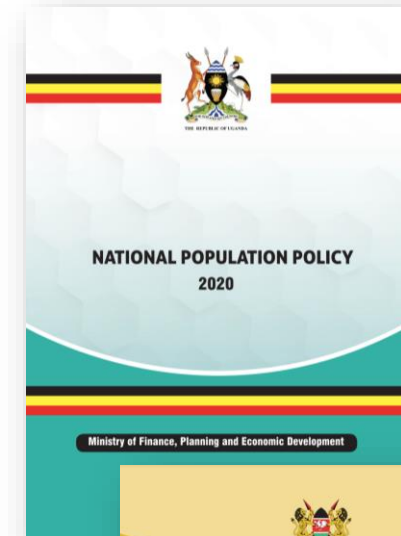 THE REPUBLIC OF UGANDA
NATIONAL POPULATION POLICY
2020
Ministry of Finance, Planning and Economic Development